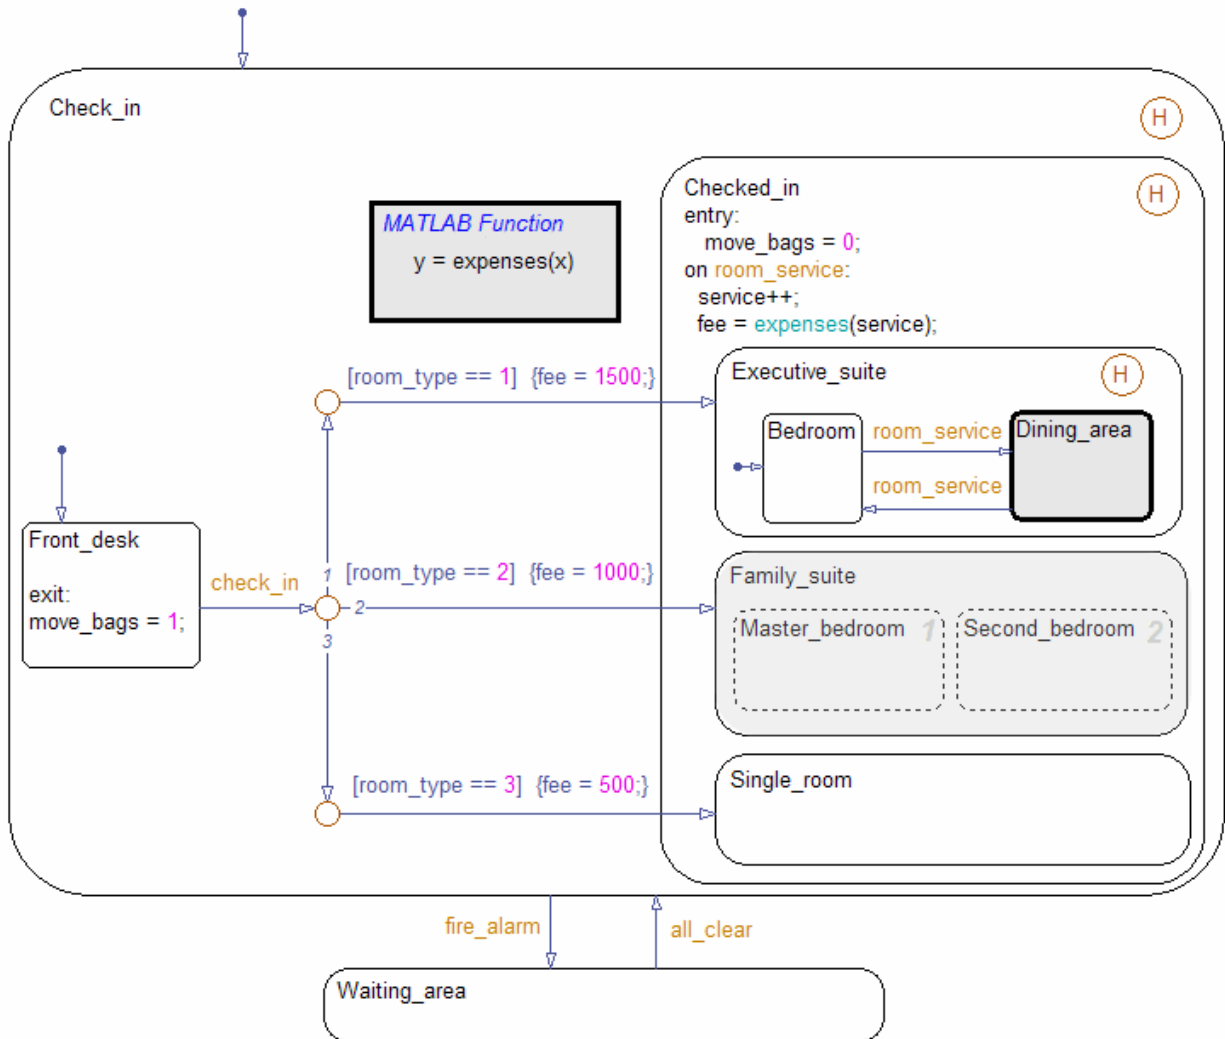 Check_in
H
Checked_in
H
entry:
move_bags = 0;
on room_service:
service++;
fee = expenses(service);
MATLAB Function
y = expenses(x)
[room_type == 1] {fee = 1500;}
Executive_suite
H
Bedroom
room_service
Dining_area
room_service
Front_desk
exit:
move_bags = 1;
check_in
1
2
3
[room_type == 2] {fee = 1000;}
Family_suite
Master_bedroom 1
Second_bedroom 2
[room_type == 3] {fee = 500;}
Single_room
fire_alarm
all_clear
Waiting_area